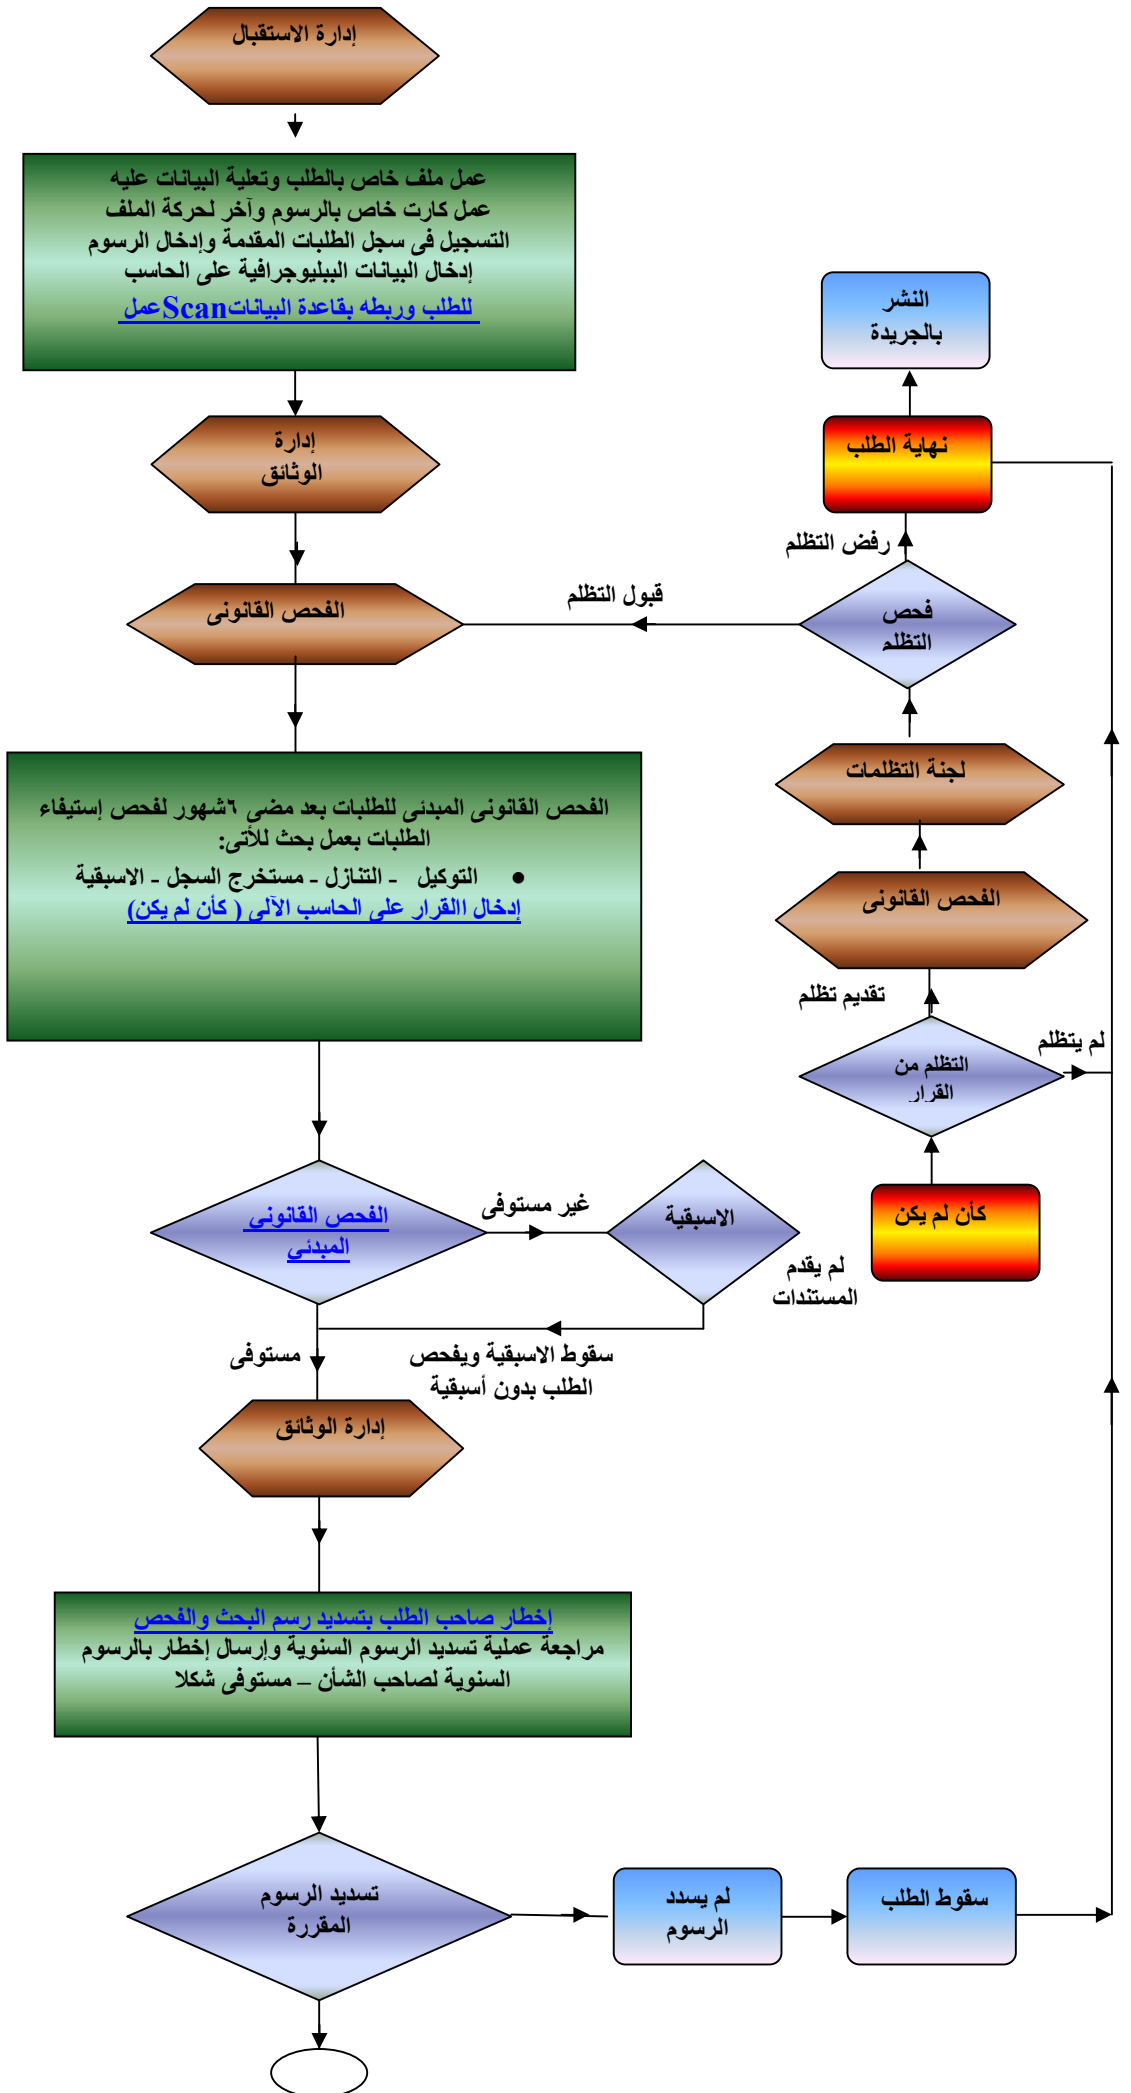 إدارة الاستقبال
عمل ملف خاص بالطلب وتعلية البيانات عليه
عمل كارت خاص بالرسوم وآخر لحركة الملف
التسجيل فى سجل الطلبات المقدمة وإدخال الرسوم
إدخال البيانات الببليوجرافية على الحاسب
للطلب وربطه بقاعدة البياناتScanعمل
النشر
بالجريدة
إدارة
الوثائق
نهاية الطلب
رفض التظلم
الفحص القانونى
قبول التظلم
فحص
التظلم
لجنة التظلمات
الفحص القانونى المبدئى للطلبات بعد مضى ٦شهور لفحص إستيفاء
الطلبات بعمل بحث للأتى:
• التوكيل - التنازل - مستخرج السجل - الاسبقية
إدخال االقرار على الحاسب الآلى ( كأن لم يكن)
الفحص القانونى
تقديم تظلم
لم يتظلم
التظلم من
القرار
كأن لم يكن
الفحص القانونى
المبدئى
غير مستوفى
الاسبقية
لم يقدم
المستندات
مستوفى
سقوط الاسبقية ويفحص
الطلب بدون أسبقية
إدارة الوثائق
إخطار صاحب الطلب بتسديد رسم البحث والفحص
مراجعة عملية تسديد الرسوم السنوية وإرسال إخطار بالرسوم
السنوية لصاحب الشأن – مستوفى شكلا
تسديد الرسوم
المقررة
لم يسدد
الرسوم
سقوط الطلب